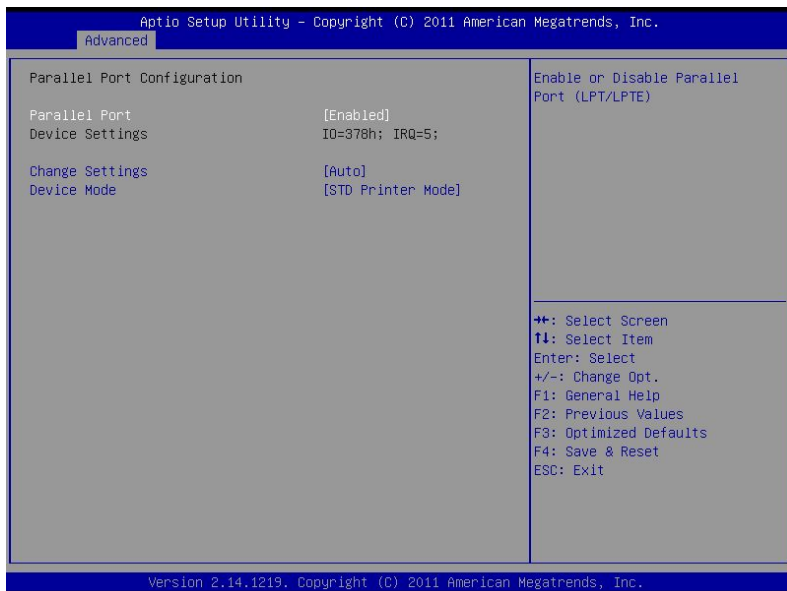 Aptio Setup Utility – Copyright (C) 2011 American Megatrends, Inc.
Advanced
Parallel Port Configuration
Parallel Port [Enabled]
Device Settings IO=378h; IRQ=5;
Change Settings [Auto]
Device Mode [STD Printer Mode]
Enable or Disable Parallel
Port (LPT/LPTE)
→←: Select Screen
↑↓: Select Item
Enter: Select
+/-: Change Opt.
F1: General Help
F2: Previous Values
F3: Optimized Defaults
F4: Save & Reset
ESC: Exit
Version 2.14.1219. Copyright (C) 2011 American Megatrends, Inc.